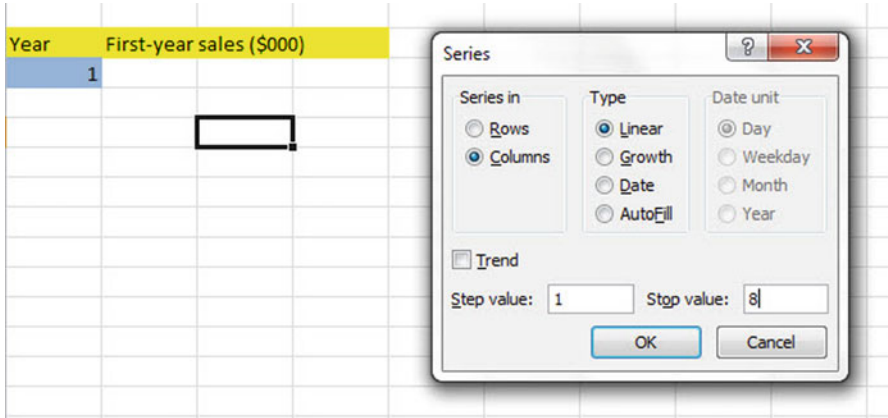 Year First-year sales ($000)
1
Series
Series in Type Date unit
Rows Linear Day
Columns Growth Weekday
Date Month
AutoFill Year
Trend
Step value: 1 Stop value: 8
OK Cancel